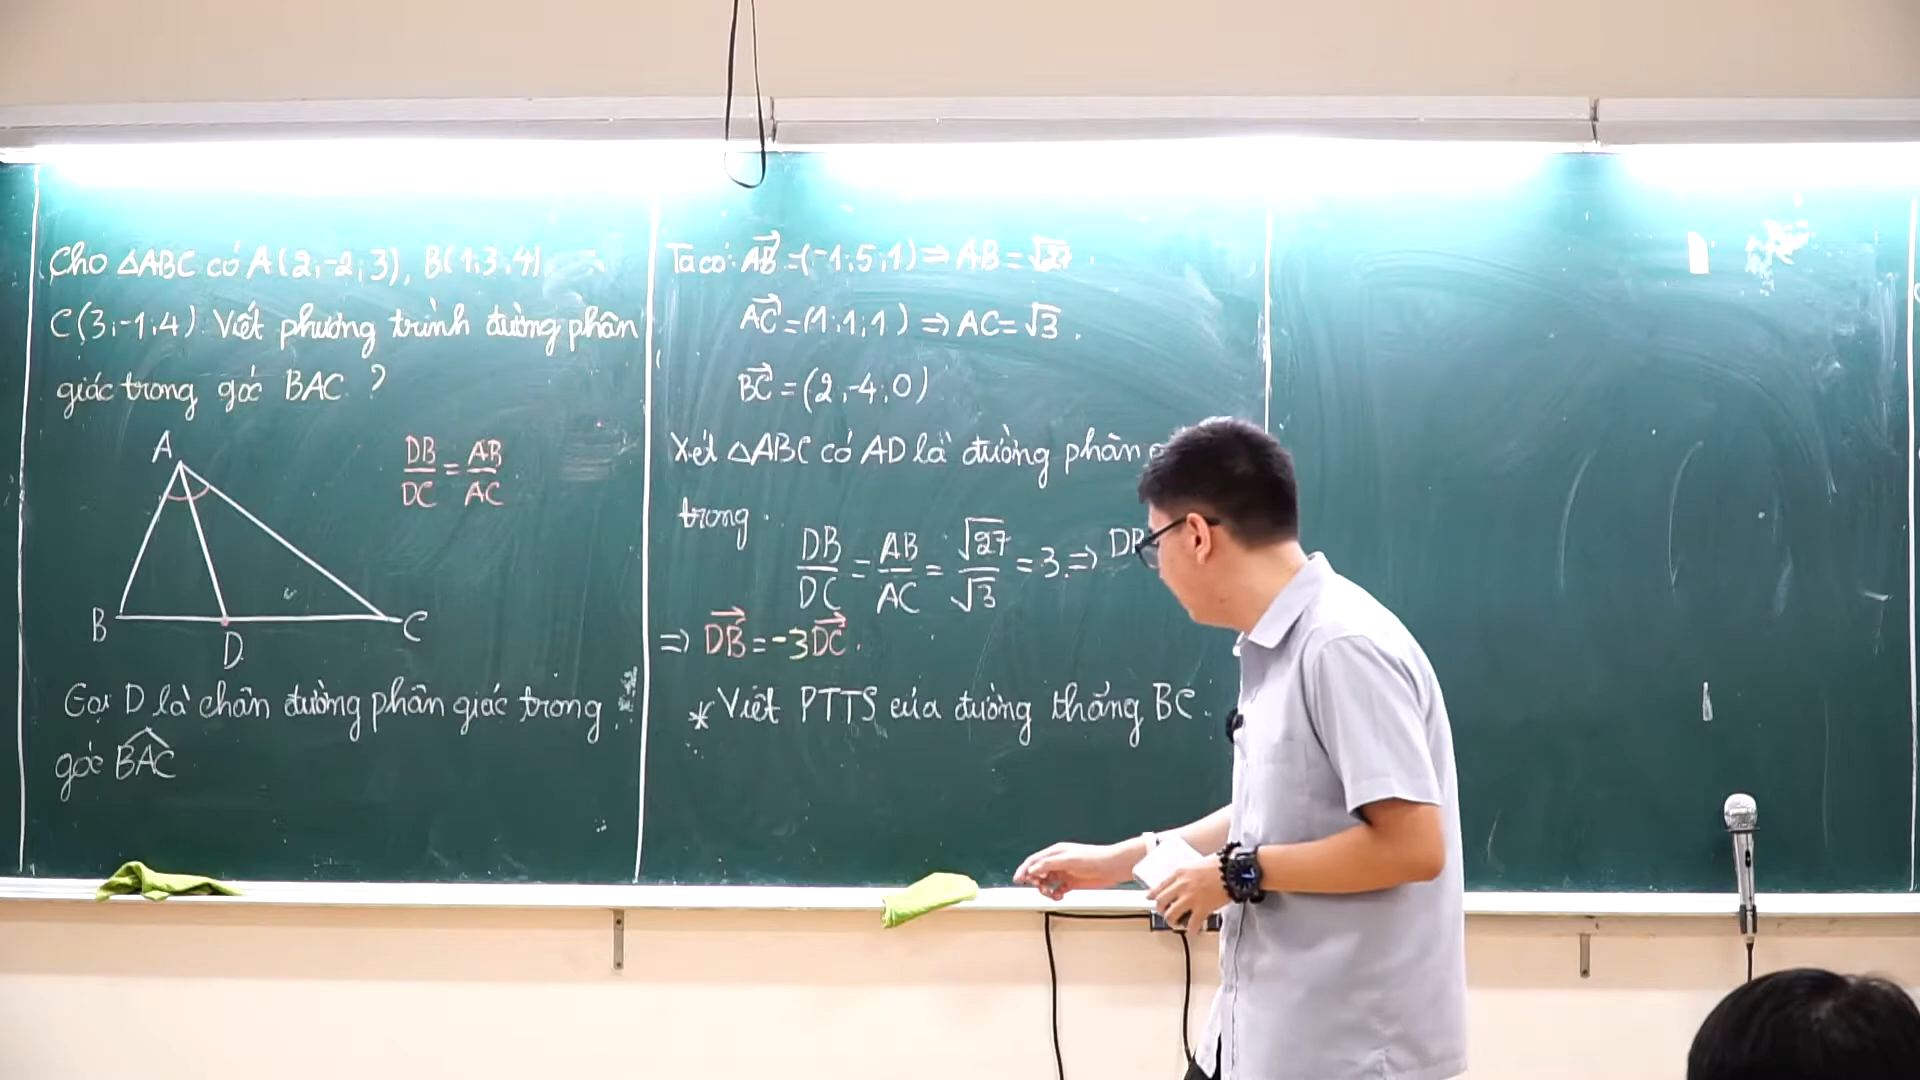 Cho △ABC có A(2;-2;3), B(1;3;4),
C(3;-1;4). Viết phương trình đường phân
giác trong góc BAC ?
A
DB/DC = AB/AC
B
C
D
Gọi D là chân đường phân giác trong
góc BAC
Ta có: AB = (-1;5;1) ⇒ AB = √27.
AC = (1;1;1) ⇒ AC = √3.
BC = (2;-4;0)
Xét △ABC có AD là đường phân
trong.
DB/DC = AB/AC = √27/√3 = 3. ⇒ DB
⇒ DB = -3DC.
* Viết PTTS của đường thẳng BC.